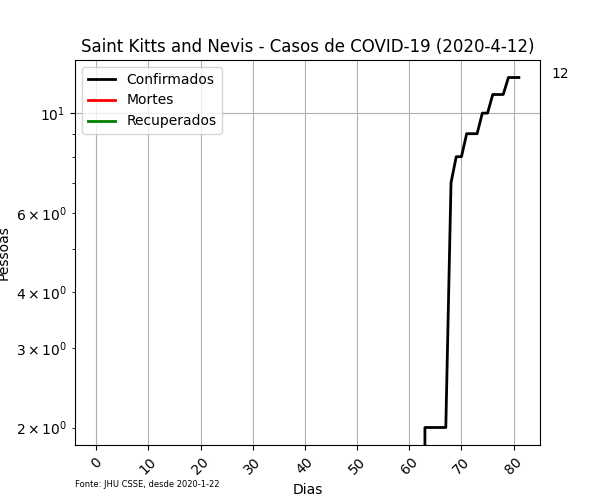 Saint Kitts and Nevis - Casos de COVID-19 (2020-4-12)
Confirmados
Mortes
Recuperados
12
10¹
6 × 10⁰
4 × 10⁰
3 × 10⁰
2 × 10⁰
Pessoas
0 10 20 30 40 50 60 70 80
Dias
Fonte: JHU CSSE, desde 2020-1-22